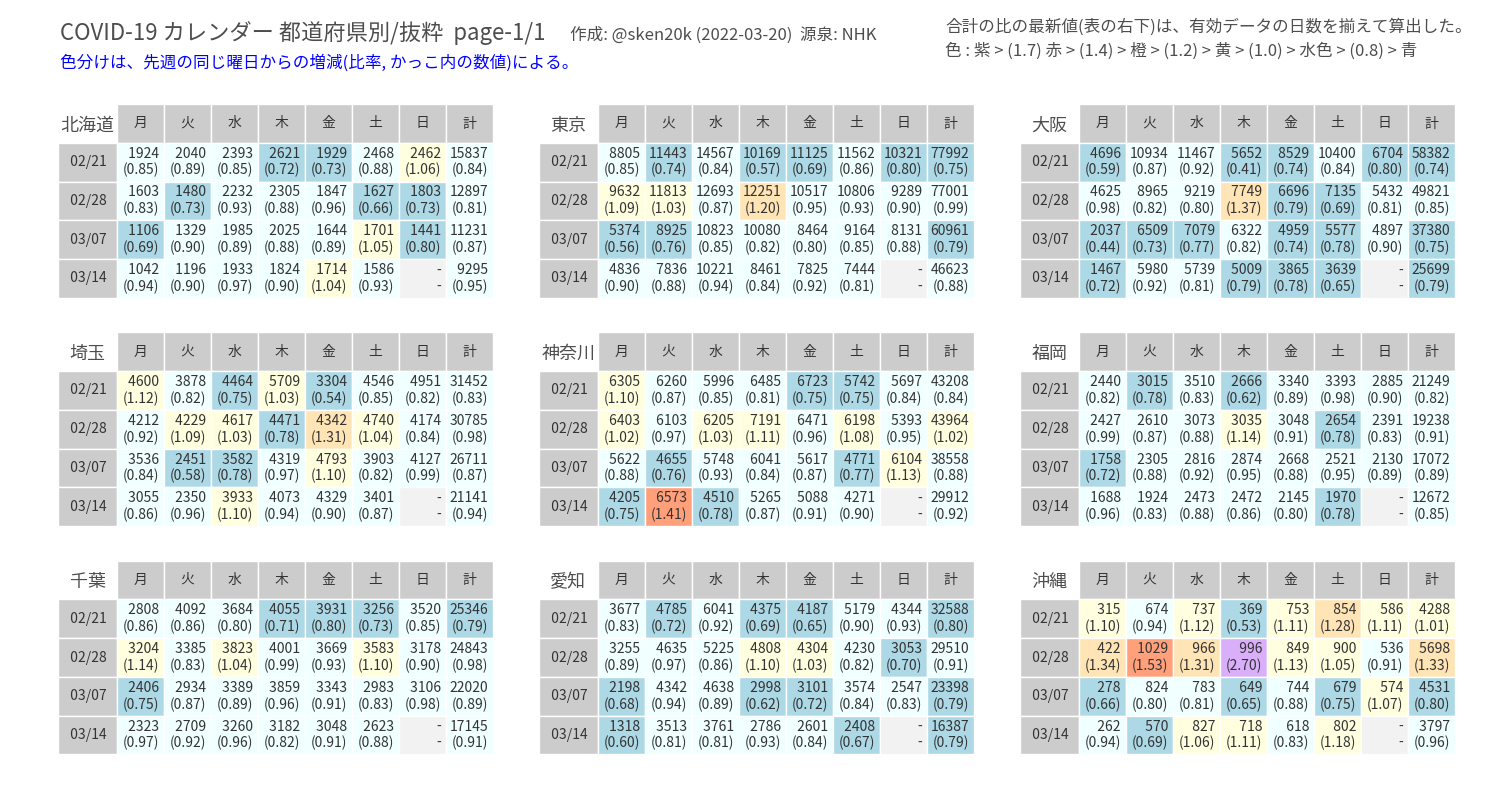 COVID-19 カレンダー 都道府県別/抜粋 page-1/1 作成: @sken20k (2022-03-20) 源泉: NHK
合計の比の最新値(表の右下)は、有効データの日数を揃えて算出した。
色分けは、先週の同じ曜日からの増減(比率, かっこ内の数値)による。
色 : 紫 > (1.7) 赤 > (1.4) 橙 > (1.2) > 黄 > (1.0) > 水色 > (0.8) > 青
北海道 月 火 水 木 金 土 日 計
02/21 1924 2040 2393 2621 1929 2468 2462 15837
(0.85) (0.89) (0.85) (0.72) (0.73) (0.88) (1.06) (0.84)
02/28 1603 1480 2232 2305 1847 1627 1803 12897
(0.83) (0.73) (0.93) (0.88) (0.96) (0.66) (0.73) (0.81)
03/07 1106 1329 1985 2025 1644 1701 1441 11231
(0.69) (0.90) (0.89) (0.88) (0.89) (1.05) (0.80) (0.87)
03/14 1042 1196 1933 1824 1714 1586 - 9295
(0.94) (0.90) (0.97) (0.90) (1.04) (0.93) - (0.95)
東京 月 火 水 木 金 土 日 計
02/21 8805 11443 14567 10169 11125 11562 10321 77992
(0.85) (0.74) (0.84) (0.57) (0.69) (0.86) (0.80) (0.75)
02/28 9632 11813 12693 12251 10517 10806 9289 77001
(1.09) (1.03) (0.87) (1.20) (0.95) (0.93) (0.90) (0.99)
03/07 5374 8925 10823 10080 8464 9164 8131 60961
(0.56) (0.76) (0.85) (0.82) (0.80) (0.85) (0.88) (0.79)
03/14 4836 7836 10221 8461 7825 7444 - 46623
(0.90) (0.88) (0.94) (0.84) (0.92) (0.81) - (0.88)
大阪 月 火 水 木 金 土 日 計
02/21 4696 10934 11467 5652 8529 10400 6704 58382
(0.59) (0.87) (0.92) (0.41) (0.74) (0.84) (0.80) (0.74)
02/28 4625 8965 9219 7749 6696 7135 5432 49821
(0.98) (0.82) (0.80) (1.37) (0.79) (0.69) (0.81) (0.85)
03/07 2037 6509 7079 6322 4959 5577 4897 37380
(0.44) (0.73) (0.77) (0.82) (0.74) (0.78) (0.90) (0.75)
03/14 1467 5980 5739 5009 3865 3639 - 25699
(0.72) (0.92) (0.81) (0.79) (0.78) (0.65) - (0.79)
埼玉 月 火 水 木 金 土 日 計
02/21 4600 3878 4464 5709 3304 4546 4951 31452
(1.12) (0.82) (0.75) (1.03) (0.54) (0.85) (0.82) (0.83)
02/28 4212 4229 4617 4471 4342 4740 4174 30785
(0.92) (1.09) (1.03) (0.78) (1.31) (1.04) (0.84) (0.98)
03/07 3536 2451 3582 4319 4793 3903 4127 26711
(0.84) (0.58) (0.78) (0.97) (1.10) (0.82) (0.99) (0.87)
03/14 3055 2350 3933 4073 4329 3401 - 21141
(0.86) (0.96) (1.10) (0.94) (0.90) (0.87) - (0.94)
神奈川 月 火 水 木 金 土 日 計
02/21 6305 6260 5996 6485 6723 5742 5697 43208
(1.10) (0.87) (0.85) (0.81) (0.75) (0.75) (0.84) (0.84)
02/28 6403 6103 6205 7191 6471 6198 5393 43964
(1.02) (0.97) (1.03) (1.11) (0.96) (1.08) (0.95) (1.02)
03/07 5622 4655 5748 6041 5617 4771 6104 38558
(0.88) (0.76) (0.93) (0.84) (0.87) (0.77) (1.13) (0.88)
03/14 4205 6573 4510 5265 5088 4271 - 29912
(0.75) (1.41) (0.78) (0.87) (0.91) (0.90) - (0.92)
福岡 月 火 水 木 金 土 日 計
02/21 2440 3015 3510 2666 3340 3393 2885 21249
(0.82) (0.78) (0.83) (0.62) (0.89) (0.98) (0.90) (0.82)
02/28 2427 2610 3073 3035 3048 2654 2391 19238
(0.99) (0.87) (0.88) (1.14) (0.91) (0.78) (0.83) (0.91)
03/07 1758 2305 2816 2874 2668 2521 2130 17072
(0.72) (0.88) (0.92) (0.95) (0.88) (0.95) (0.89) (0.89)
03/14 1688 1924 2473 2472 2145 1970 - 12672
(0.96) (0.83) (0.88) (0.86) (0.80) (0.78) - (0.85)
千葉 月 火 水 木 金 土 日 計
02/21 2808 4092 3684 4055 3931 3256 3520 25346
(0.86) (0.86) (0.80) (0.71) (0.80) (0.73) (0.85) (0.79)
02/28 3204 3385 3823 4001 3669 3583 3178 24843
(1.14) (0.83) (1.04) (0.99) (0.93) (1.10) (0.90) (0.98)
03/07 2406 2934 3389 3859 3343 2983 3106 22020
(0.75) (0.87) (0.89) (0.96) (0.91) (0.83) (0.98) (0.89)
03/14 2323 2709 3260 3182 3048 2623 - 17145
(0.97) (0.92) (0.96) (0.82) (0.91) (0.88) - (0.91)
愛知 月 火 水 木 金 土 日 計
02/21 3677 4785 6041 4375 4187 5179 4344 32588
(0.83) (0.72) (0.92) (0.69) (0.65) (0.90) (0.93) (0.80)
02/28 3255 4635 5225 4808 4304 4230 3053 29510
(0.89) (0.97) (0.86) (1.10) (1.03) (0.82) (0.70) (0.91)
03/07 2198 4342 4638 2998 3101 3574 2547 23398
(0.68) (0.94) (0.89) (0.62) (0.72) (0.84) (0.83) (0.79)
03/14 1318 3513 3761 2786 2601 2408 - 16387
(0.60) (0.81) (0.81) (0.93) (0.84) (0.67) - (0.79)
沖縄 月 火 水 木 金 土 日 計
02/21 315 674 737 369 753 854 586 4288
(1.10) (0.94) (1.12) (0.53) (1.11) (1.28) (1.11) (1.01)
02/28 422 1029 966 996 849 900 536 5698
(1.34) (1.53) (1.31) (2.70) (1.13) (1.05) (0.91) (1.33)
03/07 278 824 783 649 744 679 574 4531
(0.66) (0.80) (0.81) (0.65) (0.88) (0.75) (1.07) (0.80)
03/14 262 570 827 718 618 802 - 3797
(0.94) (0.69) (1.06) (1.11) (0.83) (1.18) - (0.96)